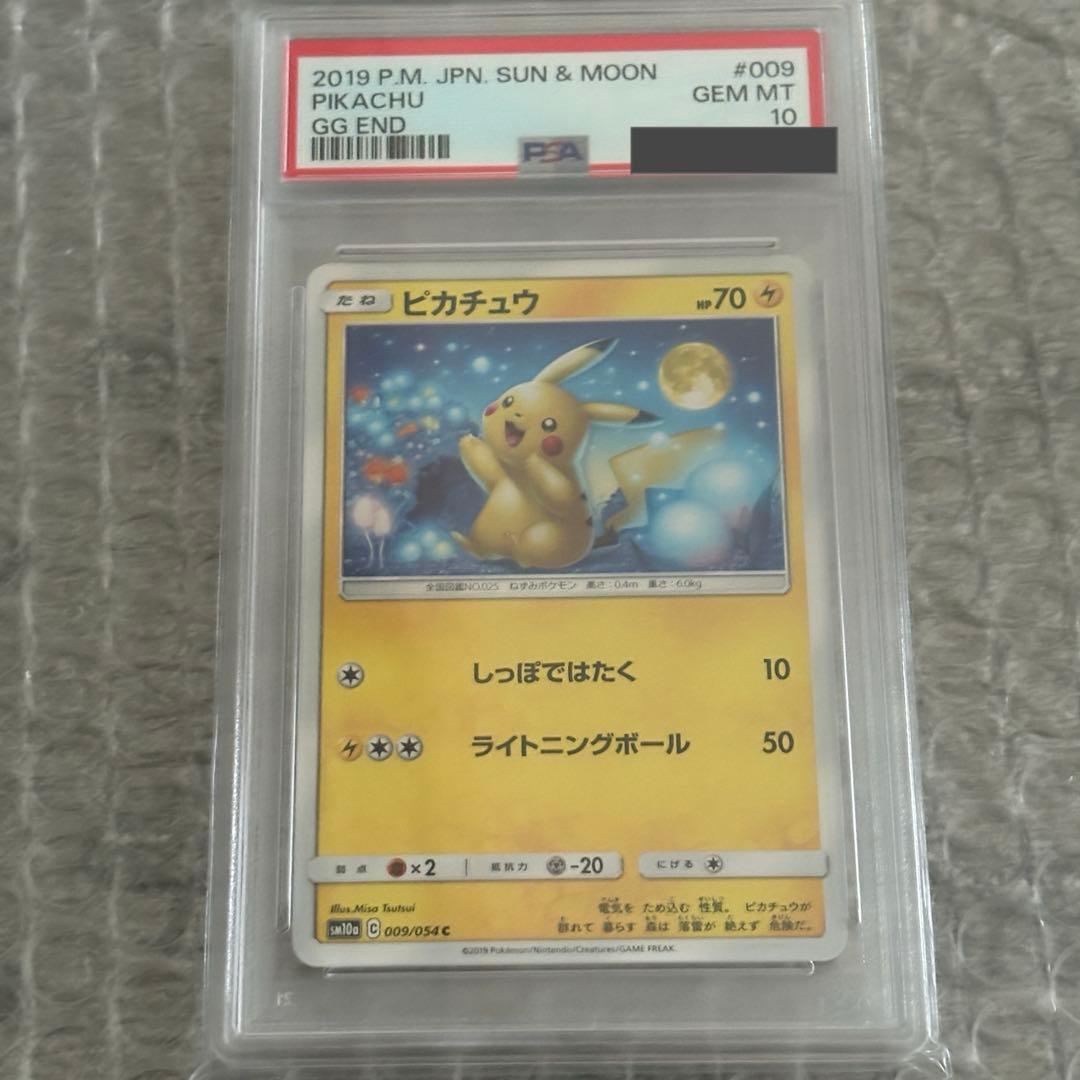 2019 P.M. JPN. SUN & MOON #009
PIKACHU GEM MT
GG END 10
PSA
たね ピカチュウ HP70
全国図鑑NO.025 ねずみポケモン 高さ:0.4m 重さ:6.0kg
しっぽではたく 10
ライトニングボール 50
弱点 ×2 抵抗力 -20 にげる
Illus. Misa Tsutsui
電気を ため込む 性質。 ピカチュウが
群れて 暮らす 森は 落雷が 絶えず 危険だ。
sm10a C 009/054 C
©2019 Pokémon/Nintendo/Creatures/GAME FREAK.